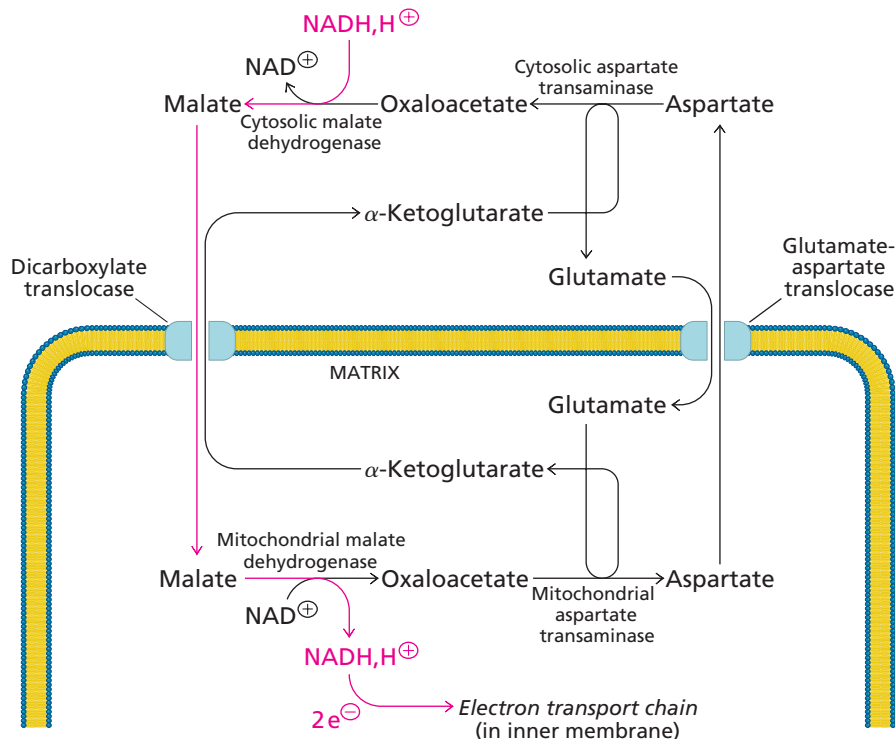 NADH,H⊕
NAD⊕
Cytosolic aspartate
transaminase
Malate
Oxaloacetate
Aspartate
Cytosolic malate
dehydrogenase
α-Ketoglutarate
Dicarboxylate
translocase
Glutamate
Glutamate-
aspartate
translocase
MATRIX
Glutamate
α-Ketoglutarate
Mitochondrial malate
dehydrogenase
Malate
Oxaloacetate
Aspartate
NAD⊕
Mitochondrial
aspartate
transaminase
NADH,H⊕
2e⊖
Electron transport chain
(in inner membrane)